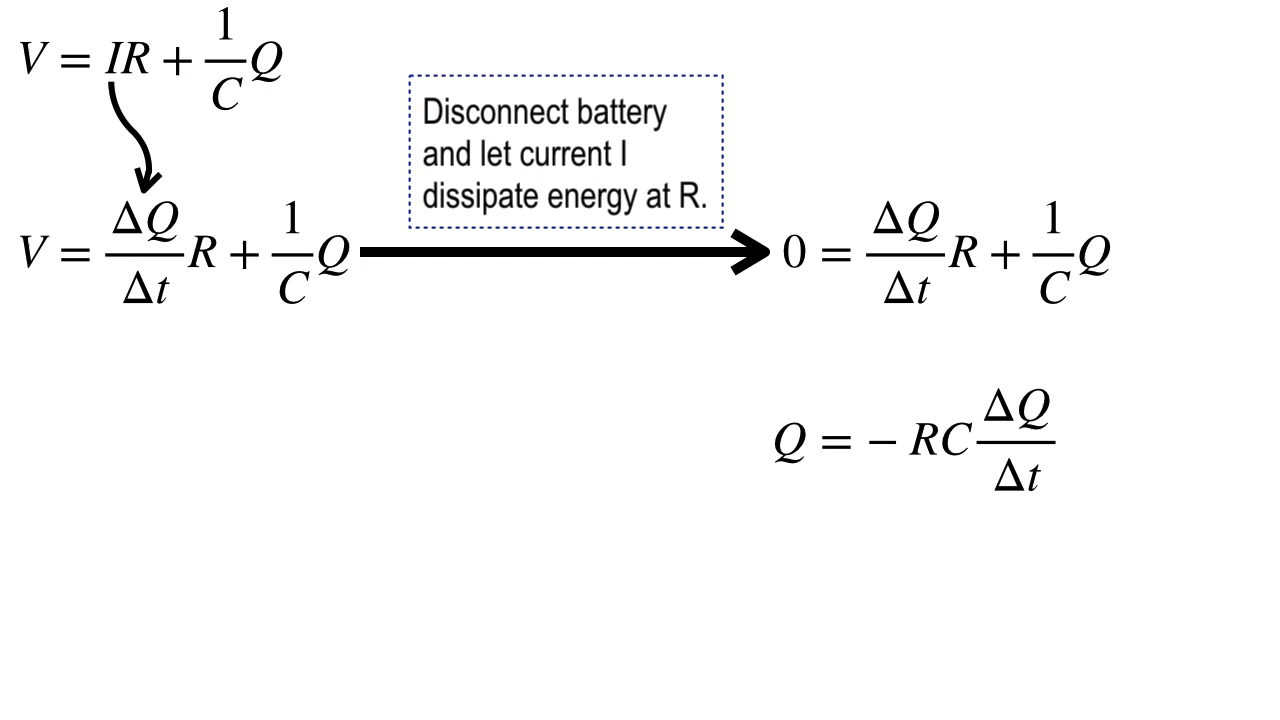 V = IR + 1/C Q
Disconnect battery
and let current I
dissipate energy at R.
V = ΔQ/Δt R + 1/C Q
0 = ΔQ/Δt R + 1/C Q
Q = − RC ΔQ/Δt